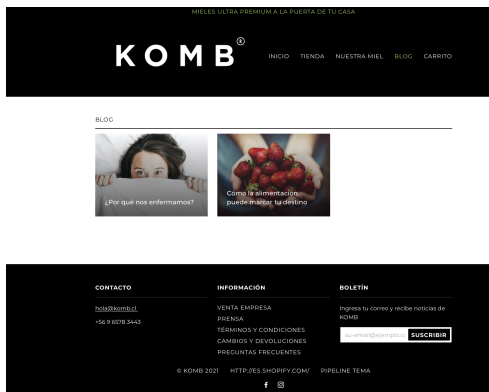 MIELES ULTRA PREMIUM A LA PUERTA DE TU CASA
KOMB®
INICIO TIENDA NUESTRA MIEL BLOG CARRITO
BLOG
¿Por qué nos enfermamos?
Cómo la alimentación
puede marcar tu destino
CONTACTO
hola@komb.cl
+56 9 6578 3443
INFORMACIÓN
VENTA EMPRESA
PRENSA
TÉRMINOS Y CONDICIONES
CAMBIOS Y DEVOLUCIONES
PREGUNTAS FRECUENTES
BOLETÍN
Ingresa tu correo y recibe noticias de
KOMB
su-email@ejemplo.c SUSCRIBIR
© KOMB 2021 HTTP://ES.SHOPIFY.COM/ PIPELINE TEMA